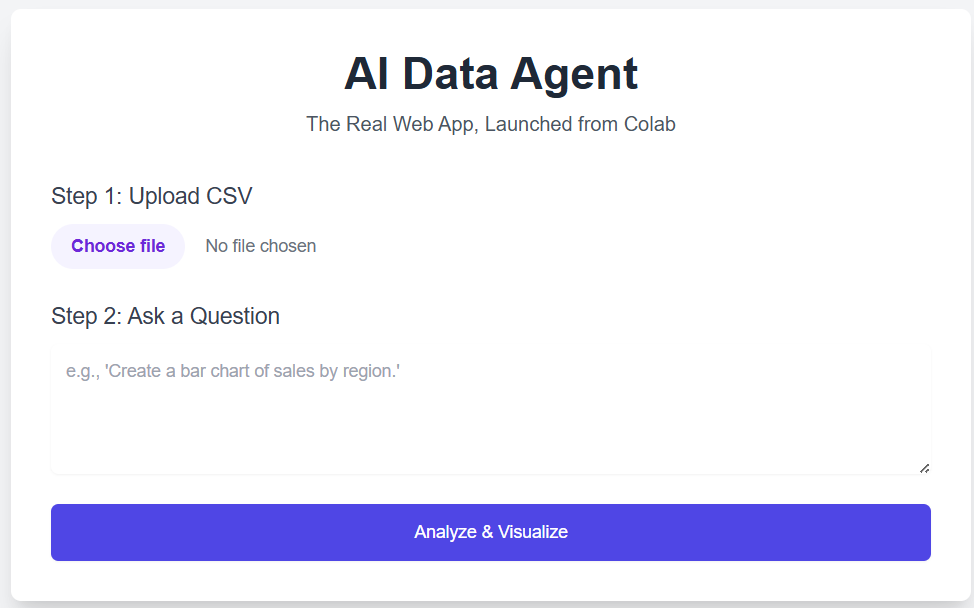 AI Data Agent
The Real Web App, Launched from Colab
Step 1: Upload CSV
Choose file No file chosen
Step 2: Ask a Question
e.g., 'Create a bar chart of sales by region.'
Analyze & Visualize